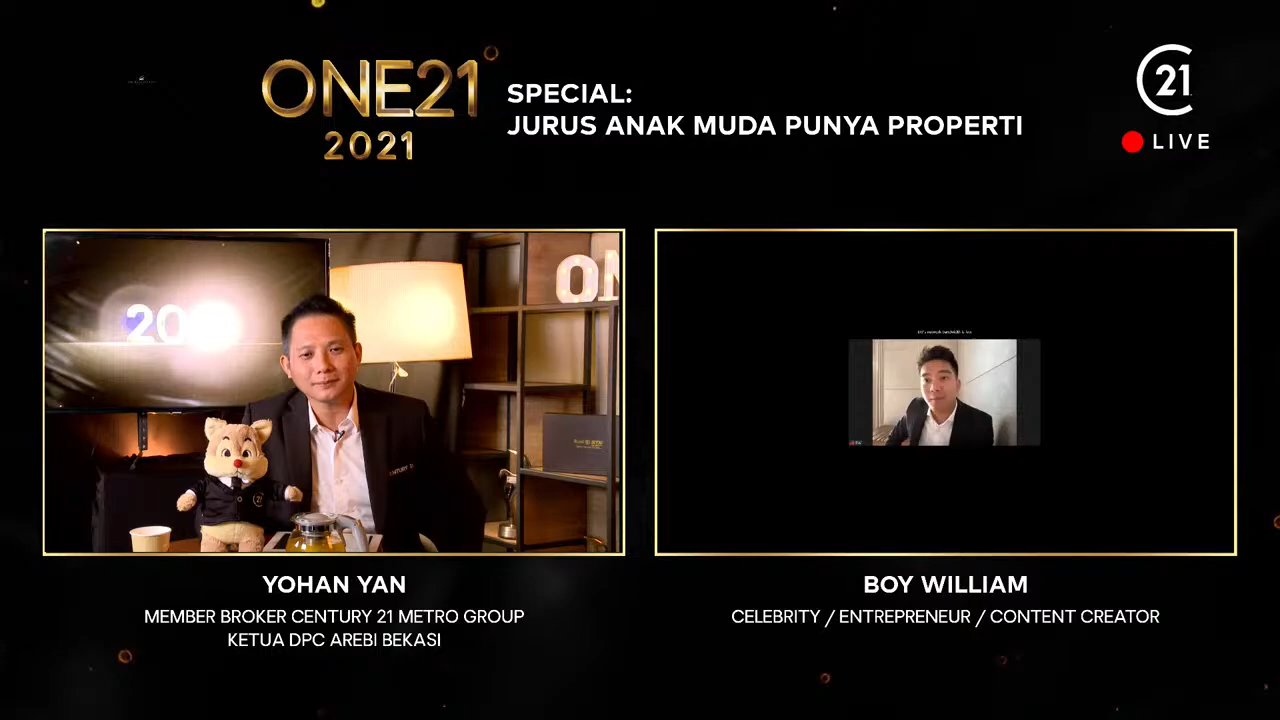 ONE21
2021
SPECIAL:
JURUS ANAK MUDA PUNYA PROPERTI
C21
LIVE
YOHAN YAN
MEMBER BROKER CENTURY 21 METRO GROUP
KETUA DPC AREBI BEKASI
BOY WILLIAM
CELEBRITY / ENTREPRENEUR / CONTENT CREATOR